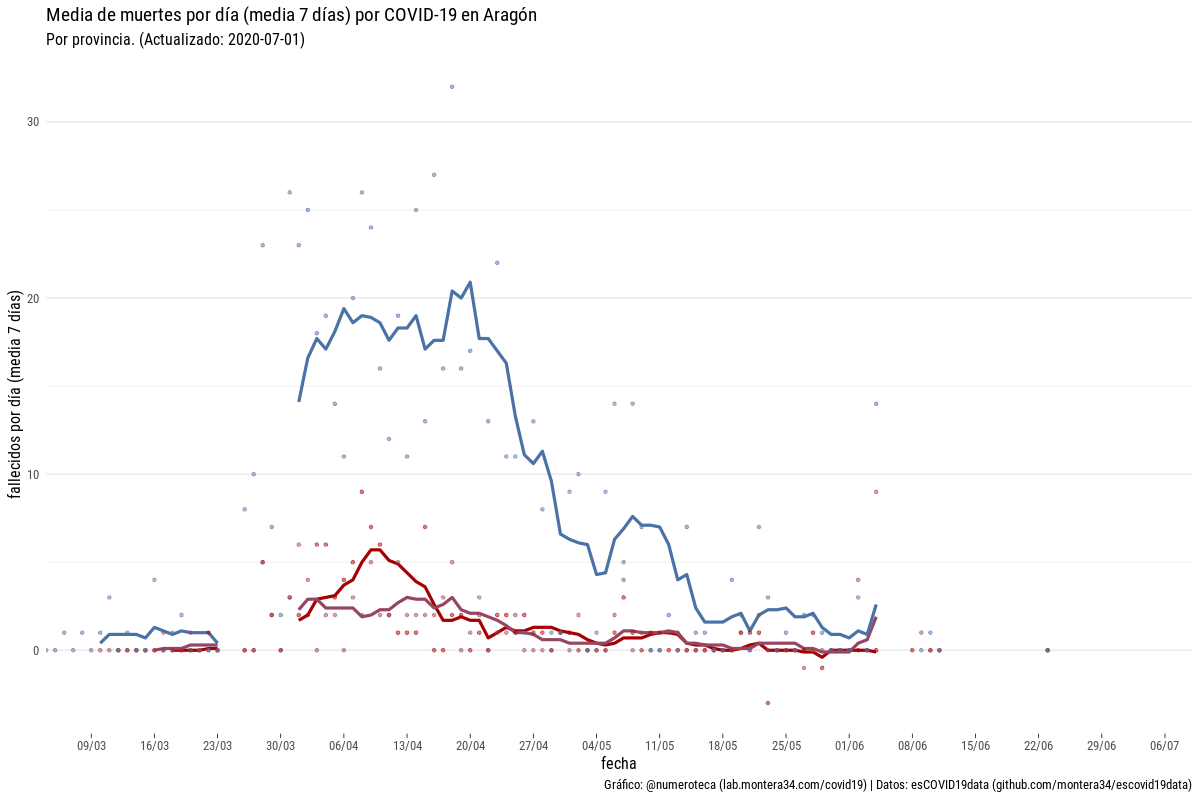 Media de muertes por día (media 7 días) por COVID-19 en Aragón
Por provincia. (Actualizado: 2020-07-01)
fallecidos por día (media 7 días)
30
20
10
0
09/03 16/03 23/03 30/03 06/04 13/04 20/04 27/04 04/05 11/05 18/05 25/05 01/06 08/06 15/06 22/06 29/06 06/07
fecha
Gráfico: @numeroteca (lab.montera34.com/covid19) | Datos: esCOVID19data (github.com/montera34/escovid19data)